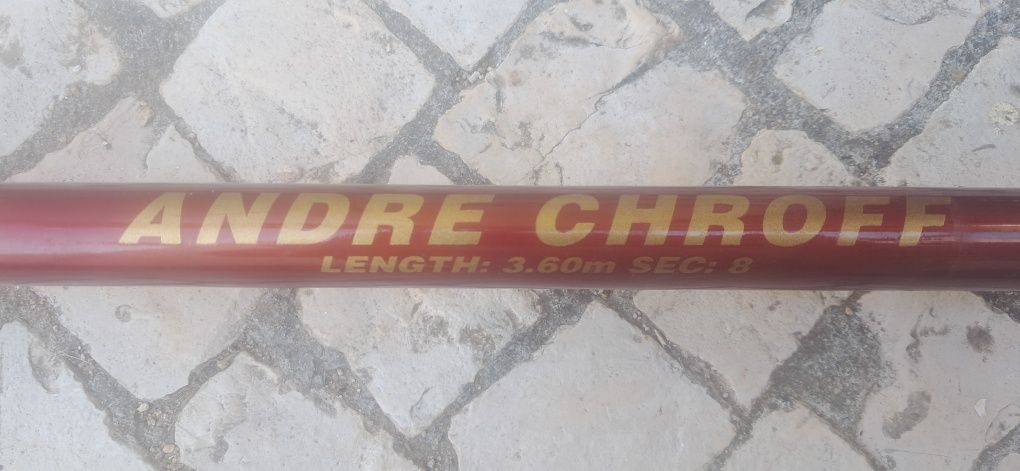 ANDRE CHROFF
LENGTH: 3.60m SEC: 8